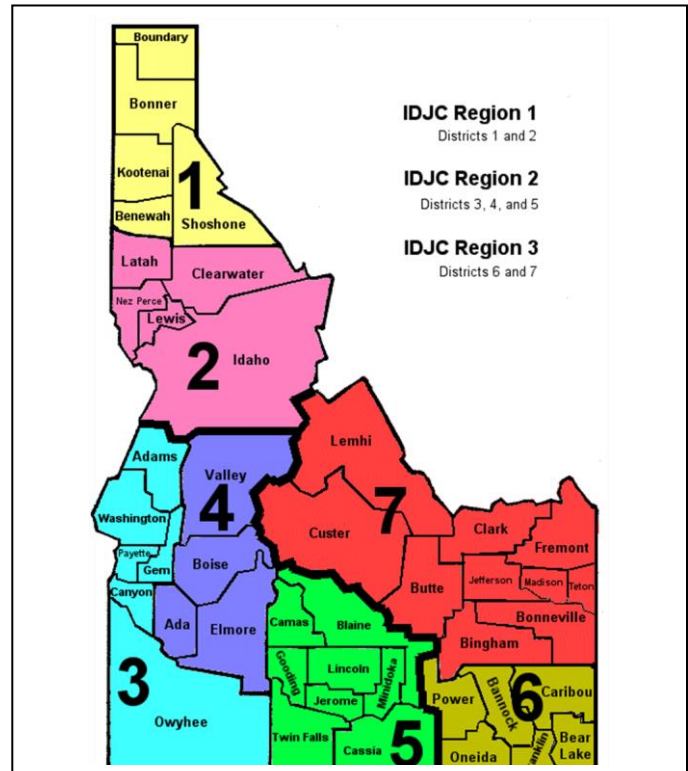 Boundary
Bonner
IDJC Region 1
Districts 1 and 2
Kootenai
1
IDJC Region 2
Districts 3, 4, and 5
Benewah
Shoshone
IDJC Region 3
Districts 6 and 7
Latah
Clearwater
Nez Perce
Lewis
2
Idaho
Adams
Lemhi
Valley
4
7
Washington
Custer
Clark
Payette
Boise
Fremont
Gem
Canyon
Butte
Jefferson
Madison
Teton
Ada
Elmore
Camas
Blaine
Bonneville
Bingham
Gooding
Lincoln
Minidoka
3
Jerome
Power
Bannock
6
Caribou
Owyhee
Twin Falls
Cassia
5
Oneida
Bear
Lake